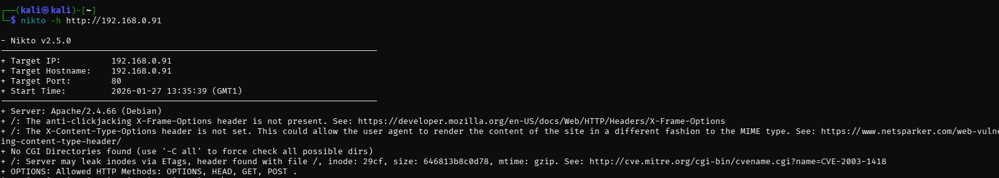 ┌──(kali㉿kali)-[~]
└─$ nikto -h http://192.168.0.91
- Nikto v2.5.0
+ Target IP: 192.168.0.91
+ Target Hostname: 192.168.0.91
+ Target Port: 80
+ Start Time: 2026-01-27 13:35:39 (GMT1)
+ Server: Apache/2.4.66 (Debian)
+ /: The anti-clickjacking X-Frame-Options header is not present. See: https://developer.mozilla.org/en-US/docs/Web/HTTP/Headers/X-Frame-Options
+ /: The X-Content-Type-Options header is not set. This could allow the user agent to render the content of the site in a different fashion to the MIME type. See: https://www.netsparker.com/web-vulne
ing-content-type-header/
+ No CGI Directories found (use '-C all' to force check all possible dirs)
+ /: Server may leak inodes via ETags, header found with file /, inode: 29cf, size: 646813b8c0d78, mtime: gzip. See: http://cve.mitre.org/cgi-bin/cvename.cgi?name=CVE-2003-1418
+ OPTIONS: Allowed HTTP Methods: OPTIONS, HEAD, GET, POST .